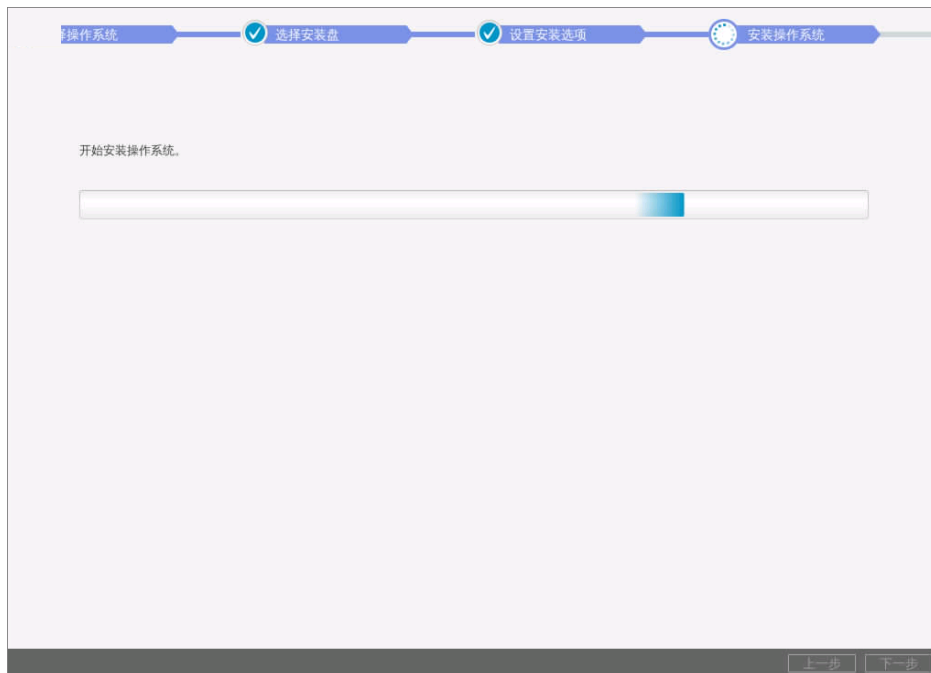 择操作系统
选择安装盘
设置安装选项
安装操作系统
开始安装操作系统。
上一步
下一步